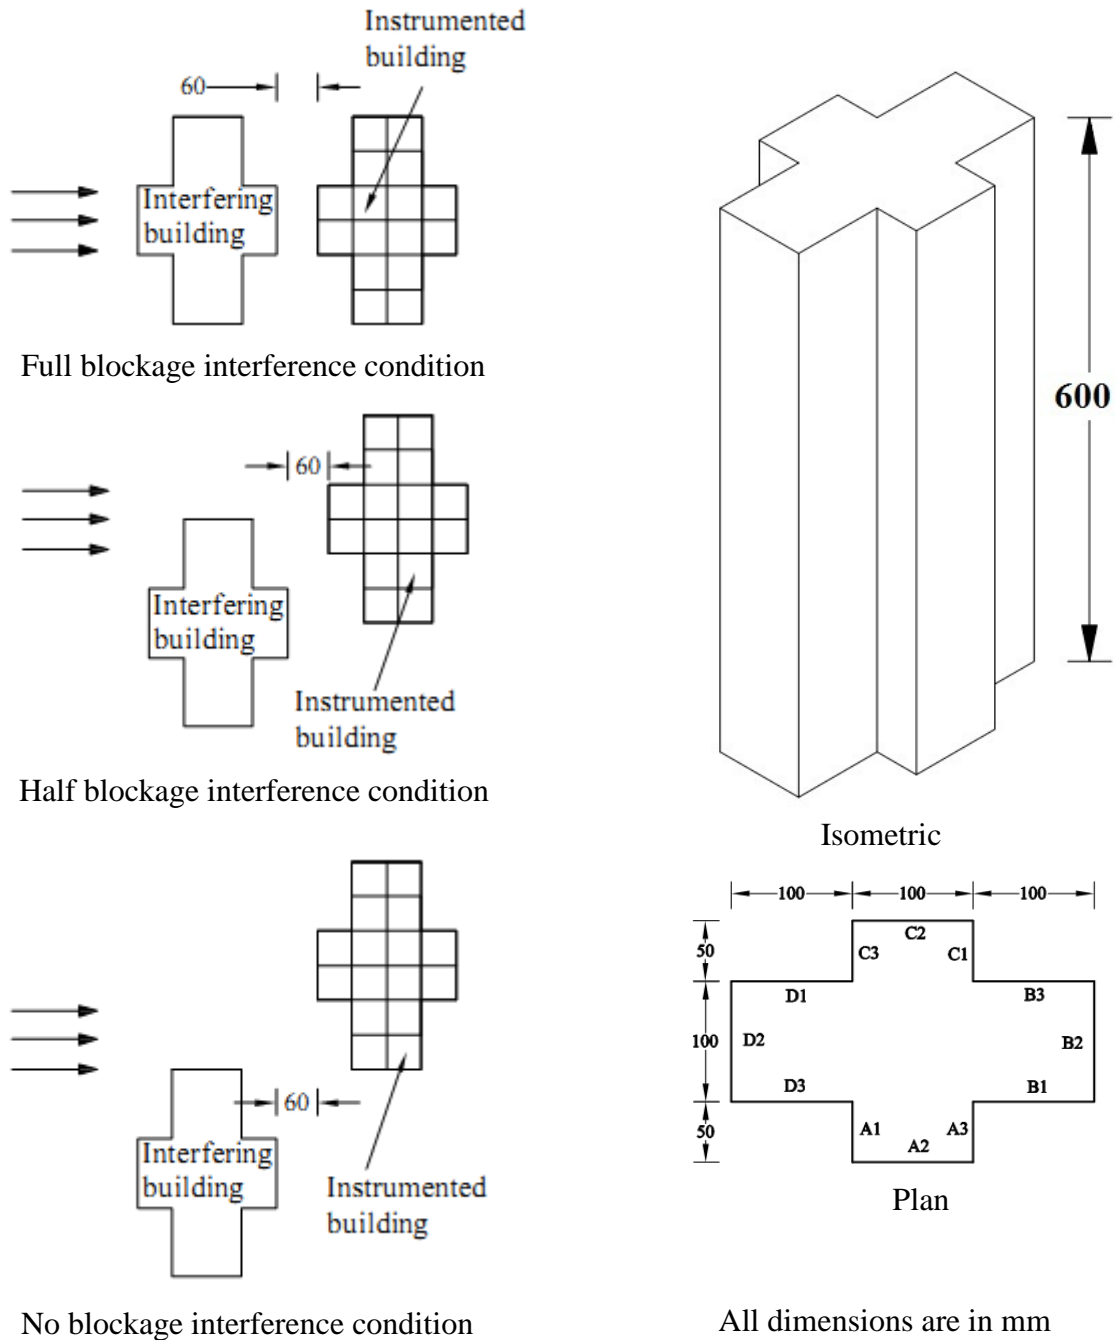 Instrumented
building
60
Interfering
building
Full blockage interference condition
60
Interfering
building
Instrumented
building
Half blockage interference condition
60
Interfering
building
Instrumented
building
No blockage interference condition
600
Isometric
100 100 100
50
100
50
C2
C3 C1
D1 B3
D2 B2
D3 B1
A1 A3
A2
Plan
All dimensions are in mm